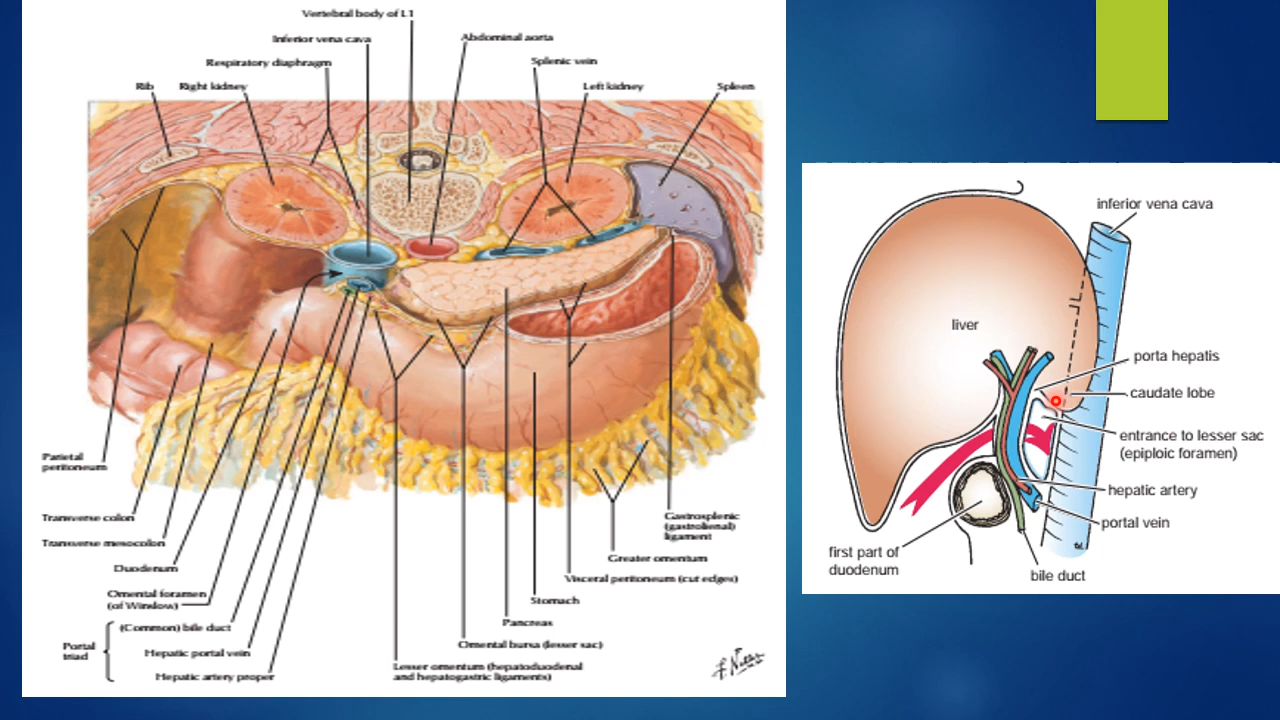 Vertebral body of L1
Inferior vena cava
Abdominal aorta
Respiratory diaphragm
Splenic vein
Rib
Right kidney
Left kidney
Spleen
Parietal
peritoneum
Transverse colon
Transverse mesocolon
Duodenum
Omental foramen
(of Winslow)
Portal
triad
(Common) bile duct
Hepatic portal vein
Hepatic artery proper
Gastrosplenic
(gastrolienal)
ligament
Greater omentum
Visceral peritoneum (cut edges)
Stomach
Pancreas
Omental bursa (lesser sac)
Lesser omentum (hepatoduodenal
and hepatogastric ligaments)
F. Netter
inferior vena cava
liver
porta hepatis
caudate lobe
entrance to lesser sac
(epiploic foramen)
hepatic artery
portal vein
first part of
duodenum
bile duct